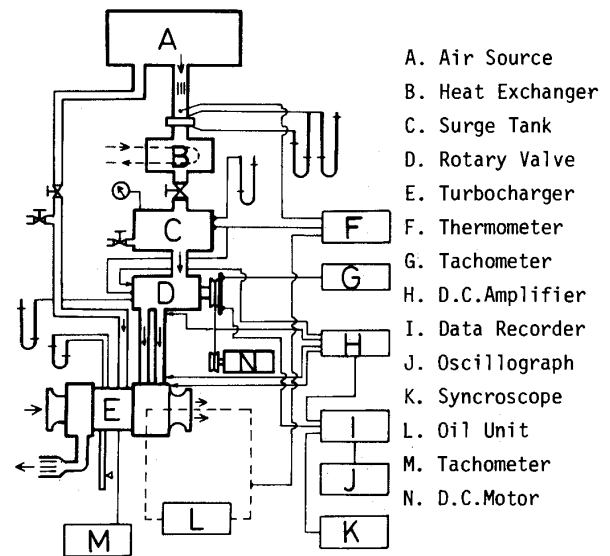 A
B
C
D
E
F
G
H
I
J
K
L
M
N
A. Air Source
B. Heat Exchanger
C. Surge Tank
D. Rotary Valve
E. Turbocharger
F. Thermometer
G. Tachometer
H. D.C.Amplifier
I. Data Recorder
J. Oscillograph
K. Syncroscope
L. Oil Unit
M. Tachometer
N. D.C.Motor